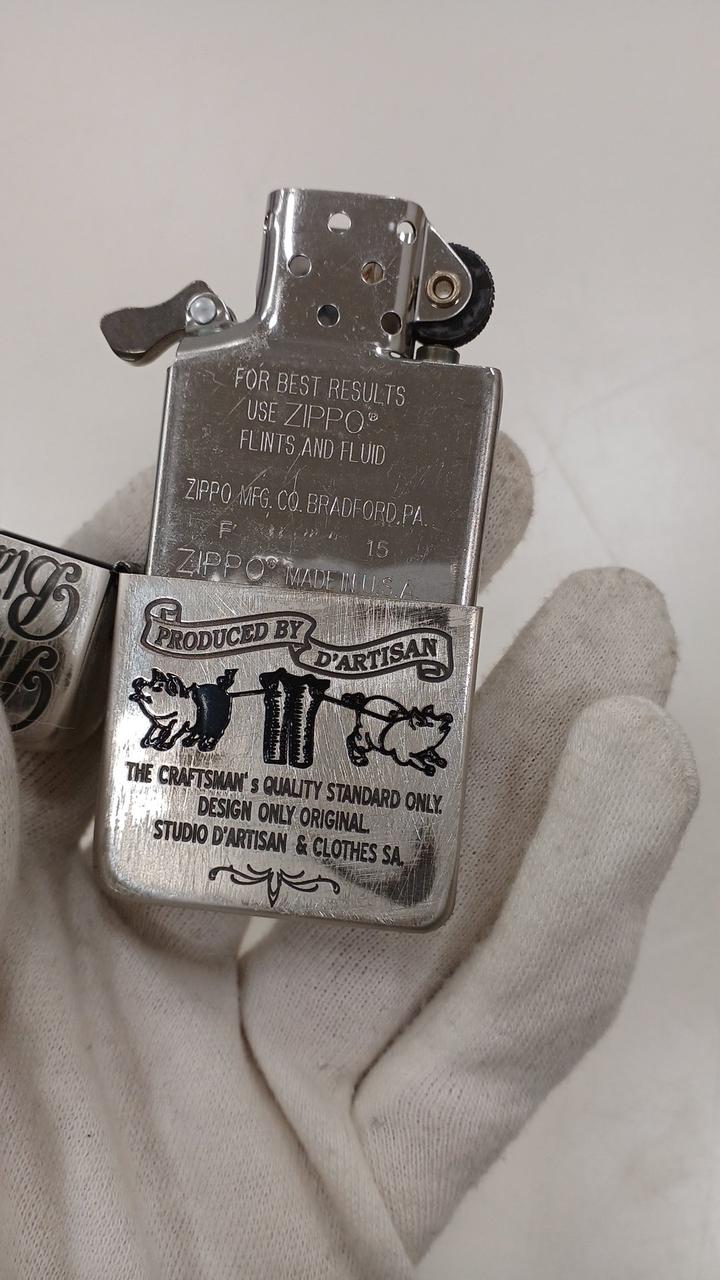 FOR BEST RESULTS
USE ZIPPO®
FLINTS AND FLUID
ZIPPO MFG. CO. BRADFORD, PA.
F 15
ZIPPO® MADE IN U.S.A.
PRODUCED BY D'ARTISAN
THE CRAFTSMAN's QUALITY STANDARD ONLY.
DESIGN ONLY ORIGINAL.
STUDIO D'ARTISAN & CLOTHES SA.